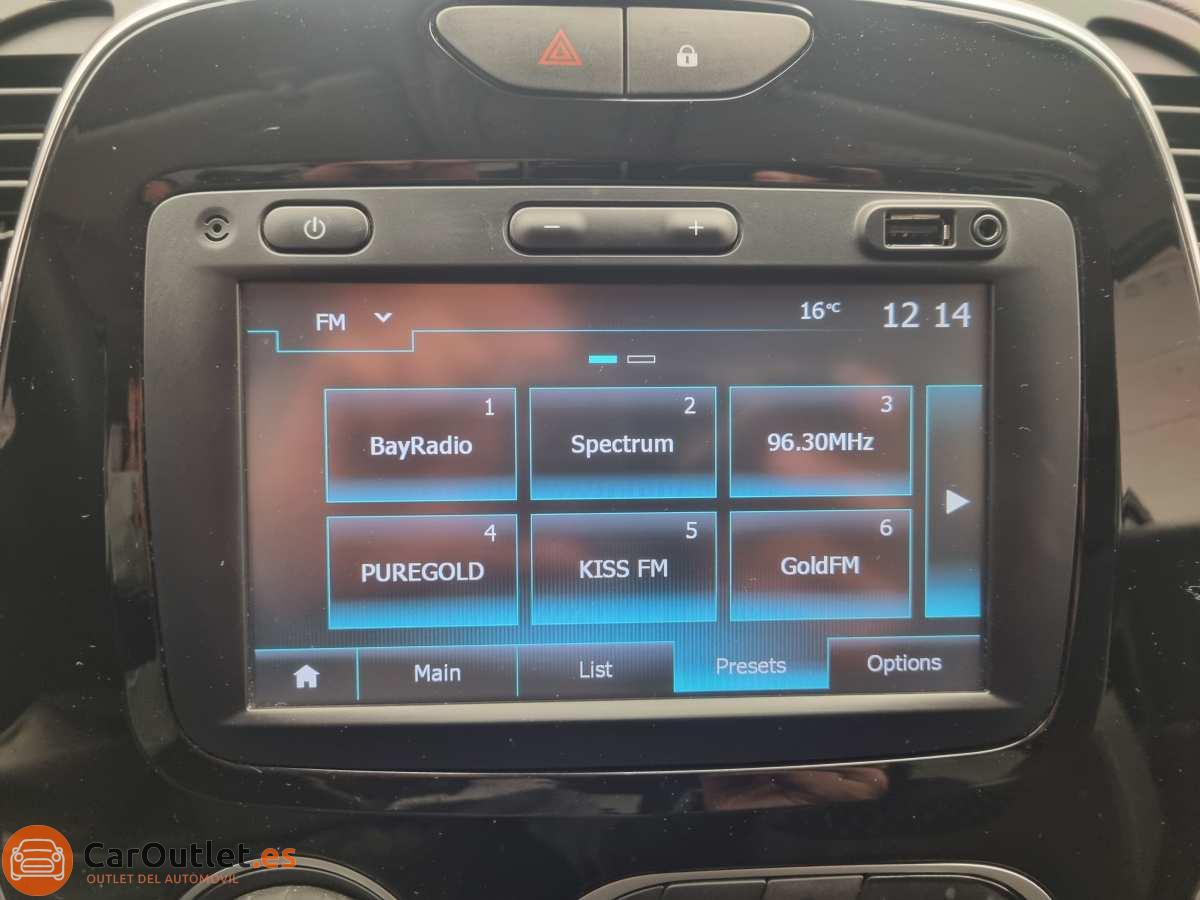 FM
16°C
12 14
1
BayRadio
2
Spectrum
3
96.30MHz
4
PUREGOLD
5
KISS FM
6
GoldFM
Main
List
Presets
Options
CarOutlet.es
OUTLET DEL AUTOMÓVIL